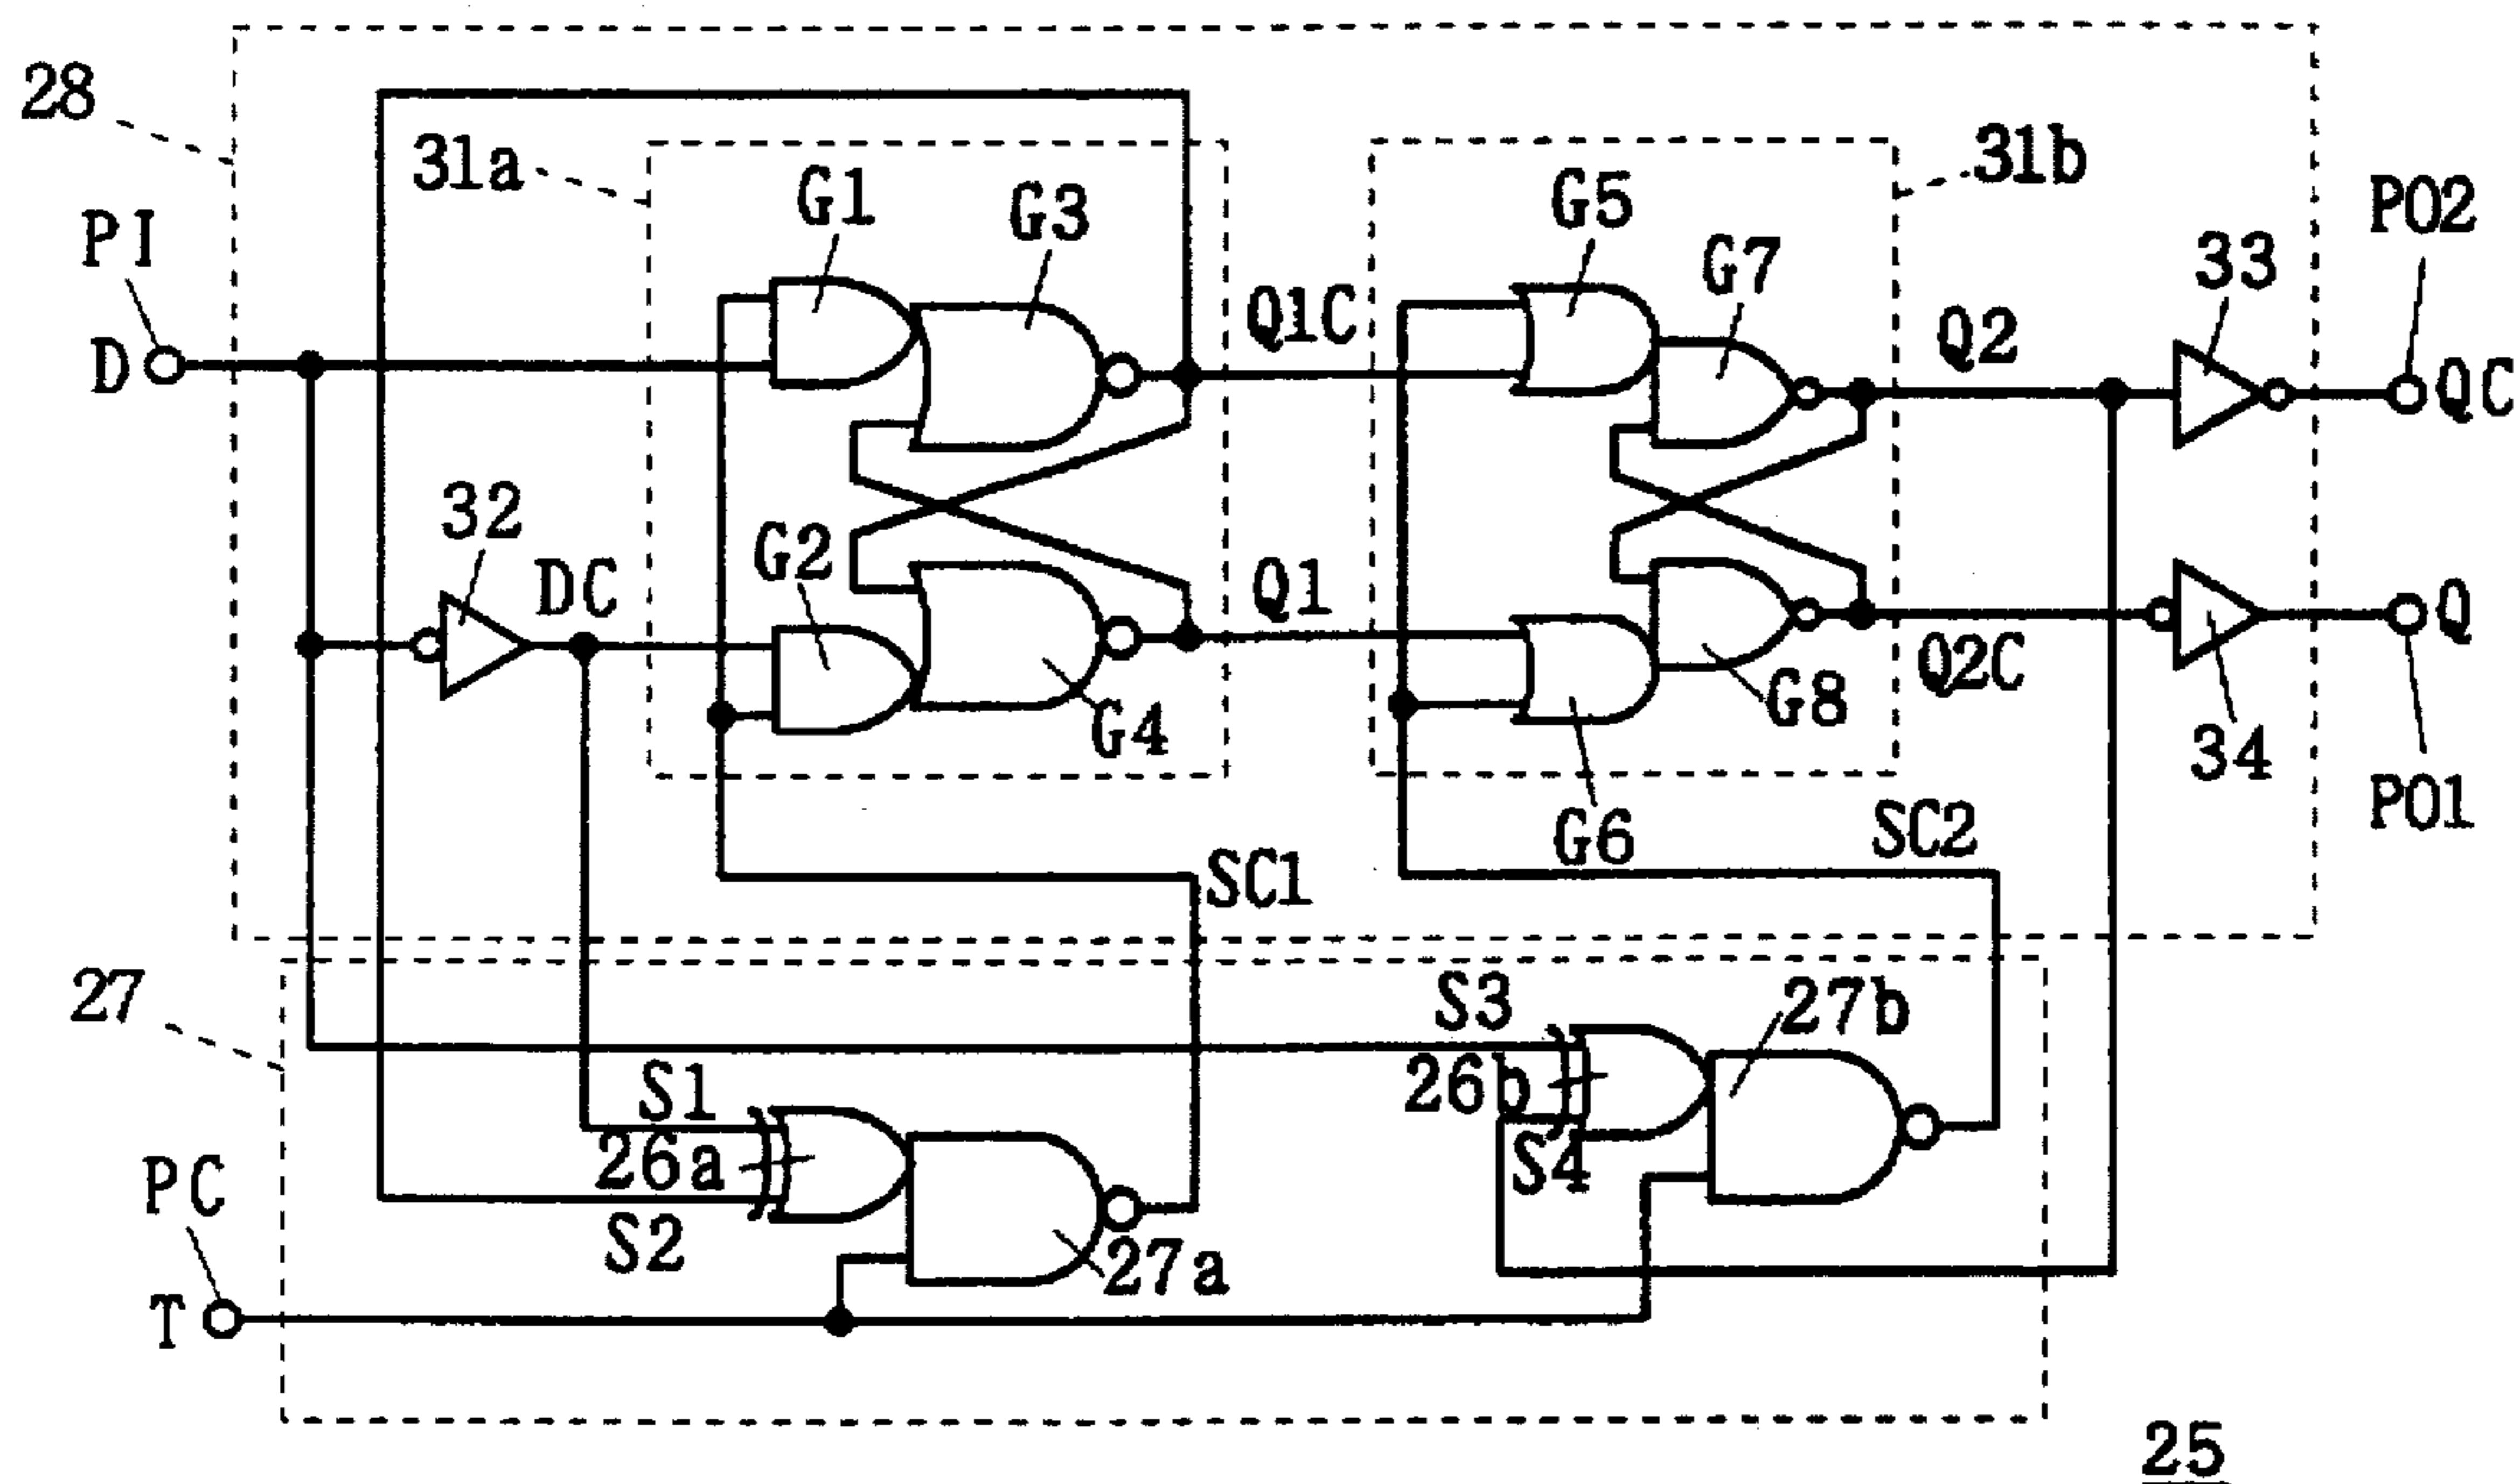 28
31a
G1
G3
G5
31b
PO2
PI
G7
33
Q1C
Q2
D
QC
32
G2
DC
Q1
Q
Q2C
G8
G4
34
G6
SC2
PO1
SC1
27
S3
27b
S1
26b
26a
S4
PC
S2
27a
T
25